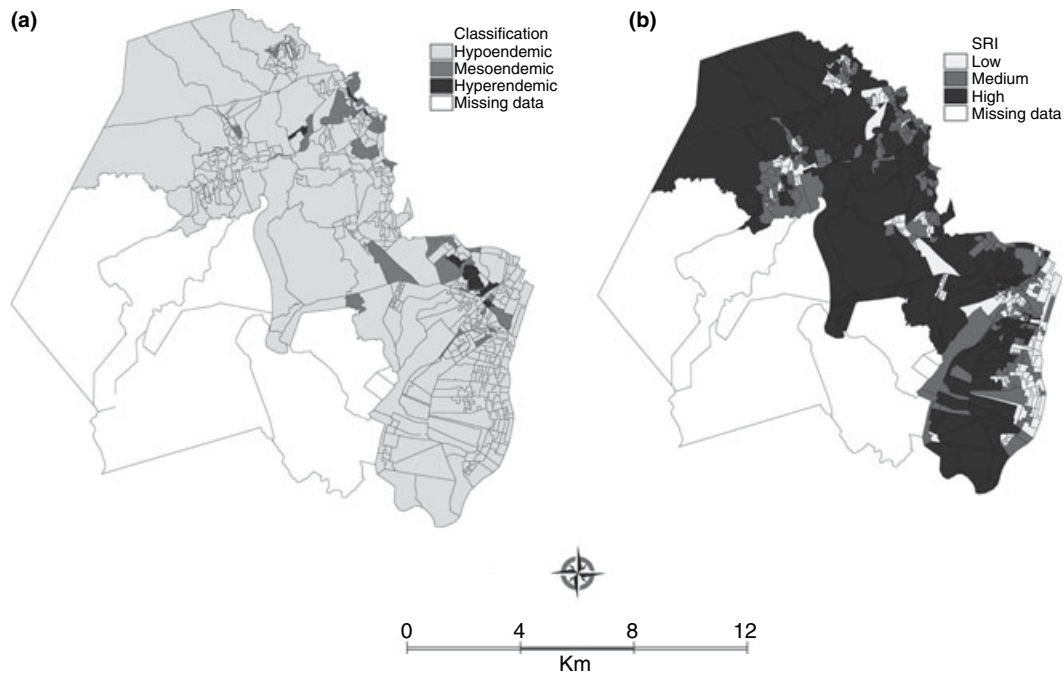 (a)
Classification
Hypoendemic
Mesoendemic
Hyperendemic
Missing data
(b)
SRI
Low
Medium
High
Missing data
0 4 8 12
Km